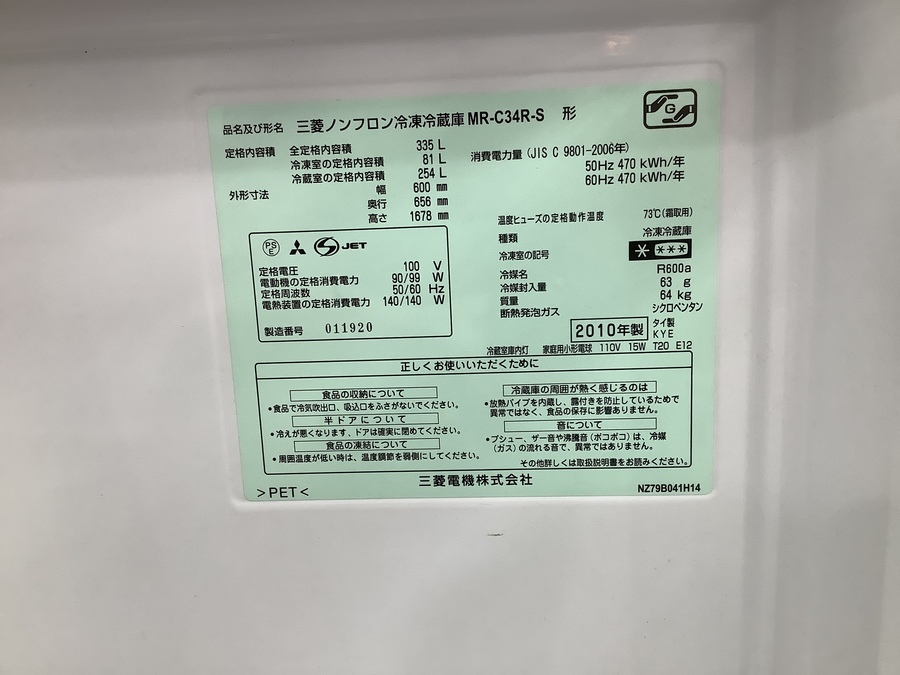 品名及び形名 三菱ノンフロン冷凍冷蔵庫 MR-C34R-S 形
G
定格内容積 全定格内容積 335 L
冷凍室の定格内容積 81 L
冷蔵室の定格内容積 254 L
外形寸法 幅 600 mm
奥行 656 mm
高さ 1678 mm
消費電力量 (JIS C 9801-2006年)
50Hz 470 kWh/年
60Hz 470 kWh/年
PS
E
JET
定格電圧 100 V
電動機の定格消費電力 90/99 W
定格周波数 50/60 Hz
電熱装置の定格消費電力 140/140 W
製造番号 011920
温度ヒューズの定格動作温度 73℃(霜取用)
種類 冷凍冷蔵庫
冷凍室の記号 * ***
冷媒名 R600a
冷媒封入量 63 g
質量 64 kg
断熱発泡ガス シクロペンタン
2010年製 タイ製
KYE
冷蔵室庫内灯 家庭用小形電球 110V 15W T20 E12
正しくお使いいただくために
食品の収納について
•食品で冷気吹出口、吸込口をふさがないでください。
半ドアについて
•冷えが悪くなります、ドアは確実に閉めてください。
食品の凍結について
•周囲温度が低い時は、温度調節を弱側にしてください。
冷蔵庫の周囲が熱く感じるのは
•放熱パイプを内蔵し、露付きを防止しているためで
異常ではなく、食品の保存に影響ありません。
音について
•ブシュー、ザー音や沸騰音(ボコボコ)は、冷媒
(ガス)の流れる音で、異常ではありません。
その他詳しくは取扱説明書をお読みください。
>PET<
三菱電機株式会社
NZ79B041H14